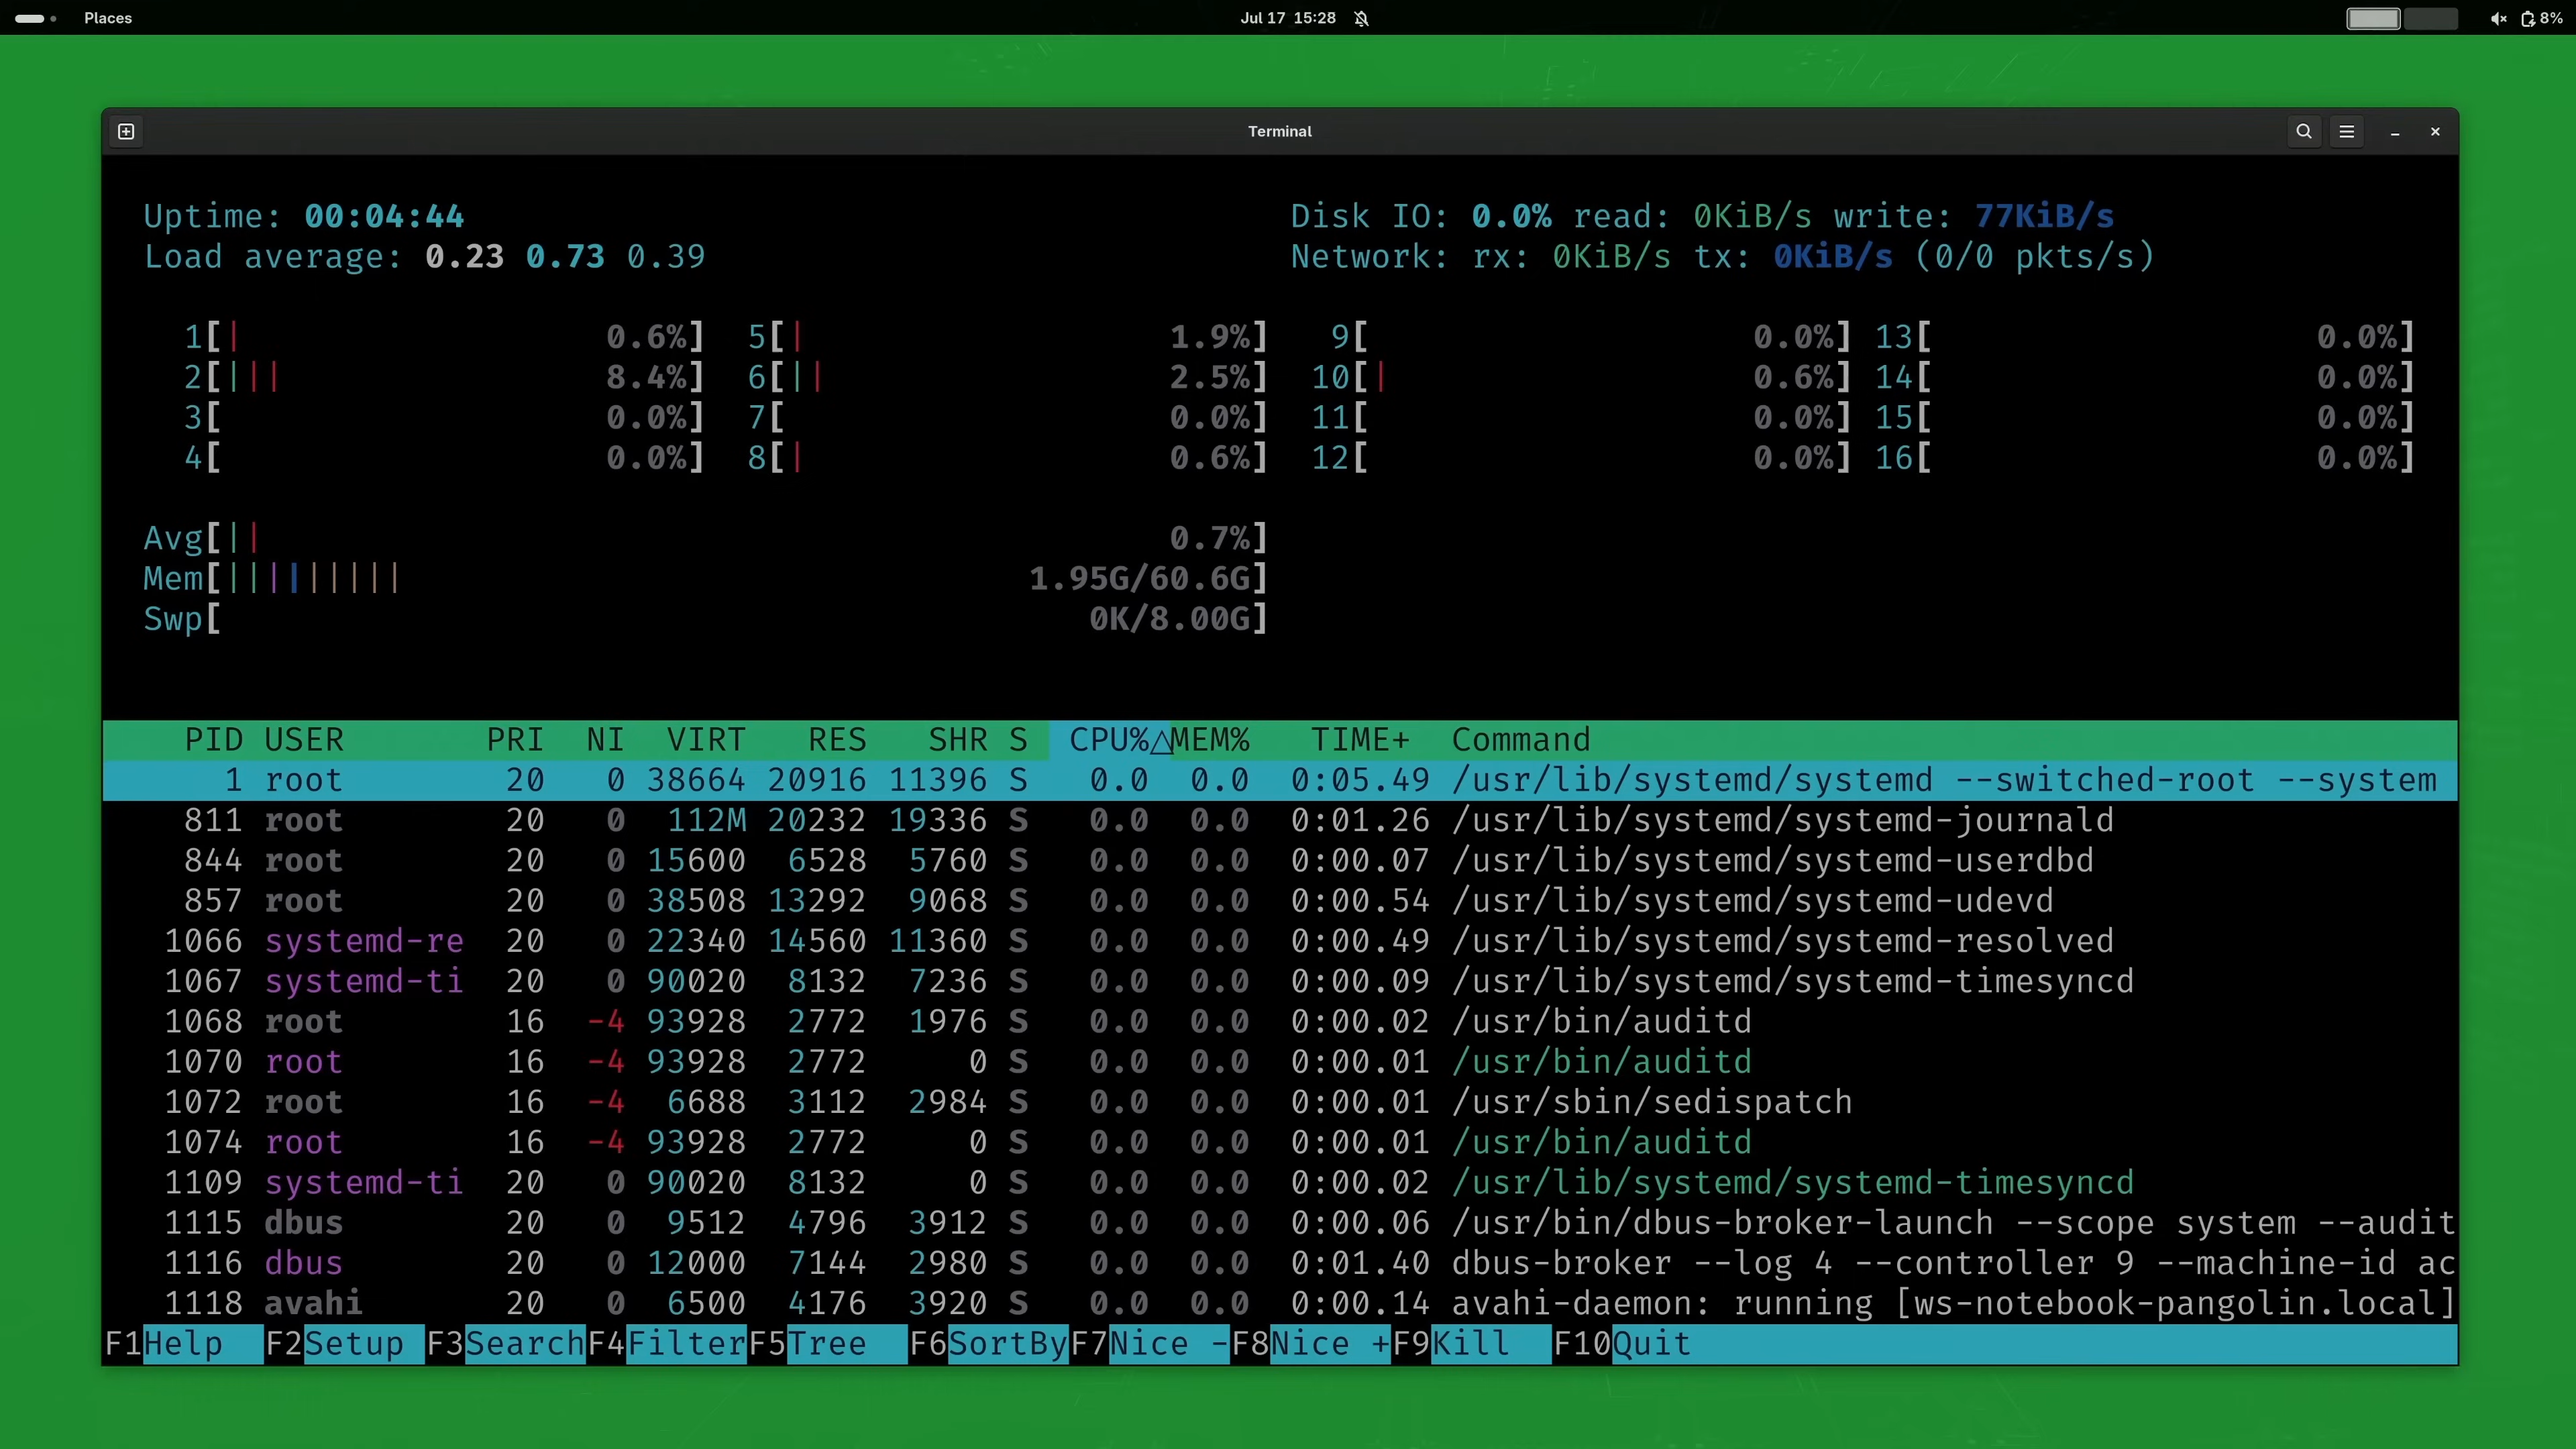 Places Jul 17 15:28 8%
Terminal
Uptime: 00:04:44 Disk IO: 0.0% read: 0KiB/s write: 77KiB/s
Load average: 0.23 0.73 0.39 Network: rx: 0KiB/s tx: 0KiB/s (0/0 pkts/s)
1[| 0.6%] 5[| 1.9%] 9[ 0.0%] 13[ 0.0%]
2[||| 8.4%] 6[|| 2.5%] 10[| 0.6%] 14[ 0.0%]
3[ 0.0%] 7[ 0.0%] 11[ 0.0%] 15[ 0.0%]
4[ 0.0%] 8[| 0.6%] 12[ 0.0%] 16[ 0.0%]
Avg[|| 0.7%]
Mem[||||||||| 1.95G/60.6G]
Swp[ 0K/8.00G]
PID USER PRI NI VIRT RES SHR S CPU%△MEM% TIME+ Command
1 root 20 0 38664 20916 11396 S 0.0 0.0 0:05.49 /usr/lib/systemd/systemd --switched-root --system
811 root 20 0 112M 20232 19336 S 0.0 0.0 0:01.26 /usr/lib/systemd/systemd-journald
844 root 20 0 15600 6528 5760 S 0.0 0.0 0:00.07 /usr/lib/systemd/systemd-userdbd
857 root 20 0 38508 13292 9068 S 0.0 0.0 0:00.54 /usr/lib/systemd/systemd-udevd
1066 systemd-re 20 0 22340 14560 11360 S 0.0 0.0 0:00.49 /usr/lib/systemd/systemd-resolved
1067 systemd-ti 20 0 90020 8132 7236 S 0.0 0.0 0:00.09 /usr/lib/systemd/systemd-timesyncd
1068 root 16 -4 93928 2772 1976 S 0.0 0.0 0:00.02 /usr/bin/auditd
1070 root 16 -4 93928 2772 0 S 0.0 0.0 0:00.01 /usr/bin/auditd
1072 root 16 -4 6688 3112 2984 S 0.0 0.0 0:00.01 /usr/sbin/sedispatch
1074 root 16 -4 93928 2772 0 S 0.0 0.0 0:00.01 /usr/bin/auditd
1109 systemd-ti 20 0 90020 8132 0 S 0.0 0.0 0:00.02 /usr/lib/systemd/systemd-timesyncd
1115 dbus 20 0 9512 4796 3912 S 0.0 0.0 0:00.06 /usr/bin/dbus-broker-launch --scope system --audit
1116 dbus 20 0 12000 7144 2980 S 0.0 0.0 0:01.40 dbus-broker --log 4 --controller 9 --machine-id ac
1118 avahi 20 0 6500 4176 3920 S 0.0 0.0 0:00.14 avahi-daemon: running [ws-notebook-pangolin.local]
F1Help F2Setup F3SearchF4FilterF5Tree F6SortByF7Nice -F8Nice +F9Kill F10Quit